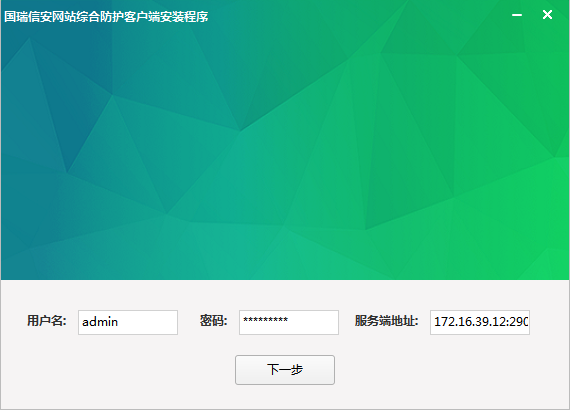 国瑞信安网站综合防护客户端安装程序
用户名: admin 密码: ********* 服务端地址: 172.16.39.12:290
下一步